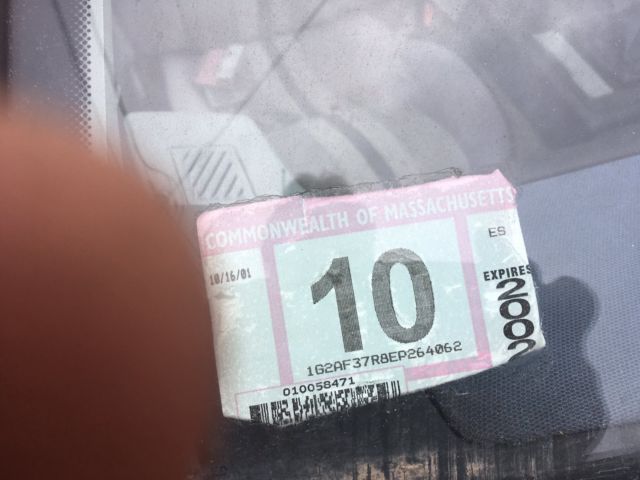 COMMONWEALTH OF MASSACHUSETTS
10/16/01
ES
10
EXPIRES
2002
1G2AF37R8EP264062
010058471